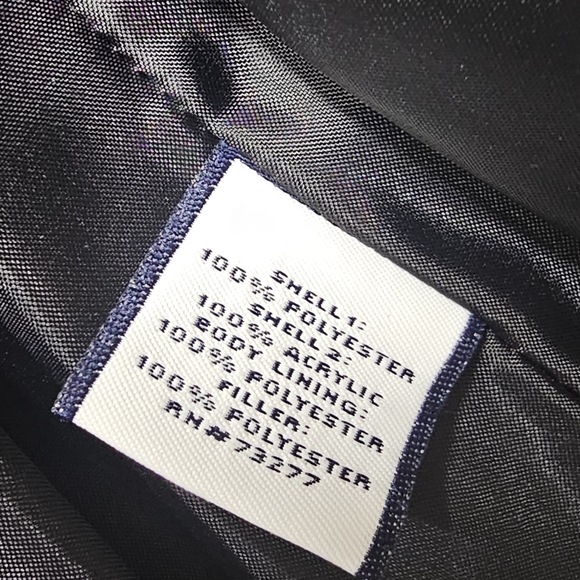 SHELL 1:
100% POLYESTER
SHELL 2:
100% ACRYLIC
BODY LINING:
100% POLYESTER
FILLER:
100% POLYESTER
RN# 73277